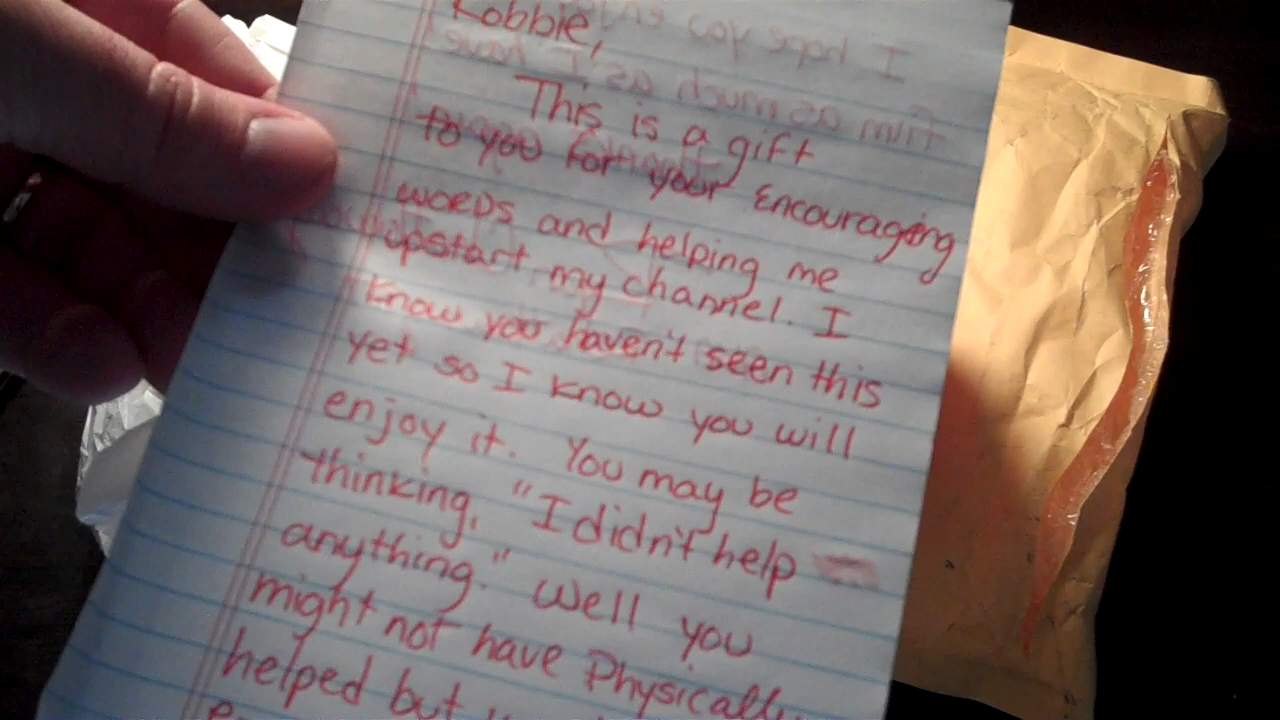 Robbie,
This is a gift
to you for your Encouraging
words and helping me
upstart my channel. I
know you haven't seen this
yet so I know you will
enjoy it. You may be
thinking, "I didn't help
anything." Well you
might not have Physically
helped but